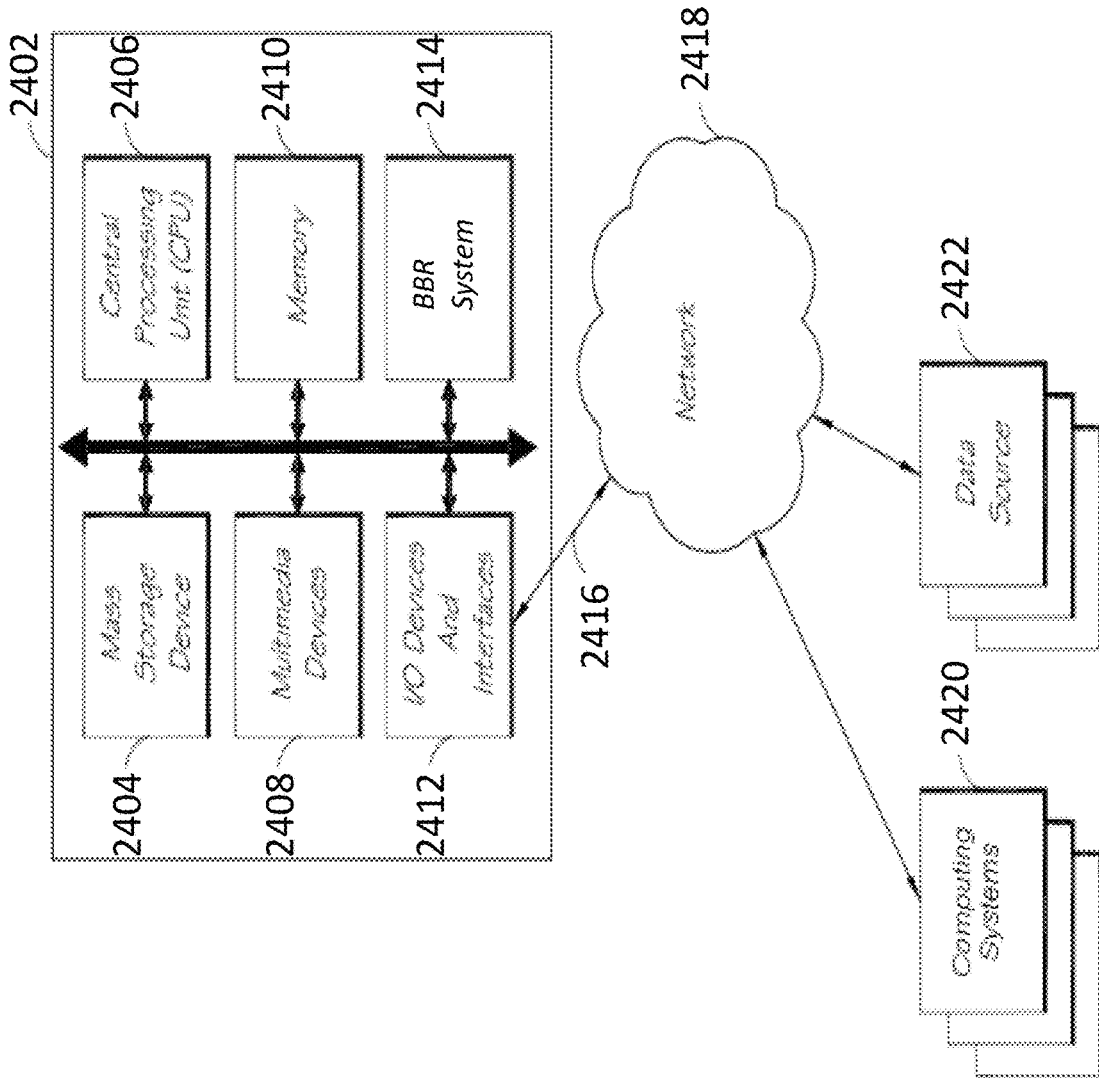 2402
2404
Mass
Storage
Device
Central
Processing
Unit (CPU)
2406
2408
Multimedia
Devices
Memory
2410
2412
I/O Devices
And
Interfaces
BBR
System
2414
2416
Network
2418
Computing
Systems
2420
Data
Source
2422